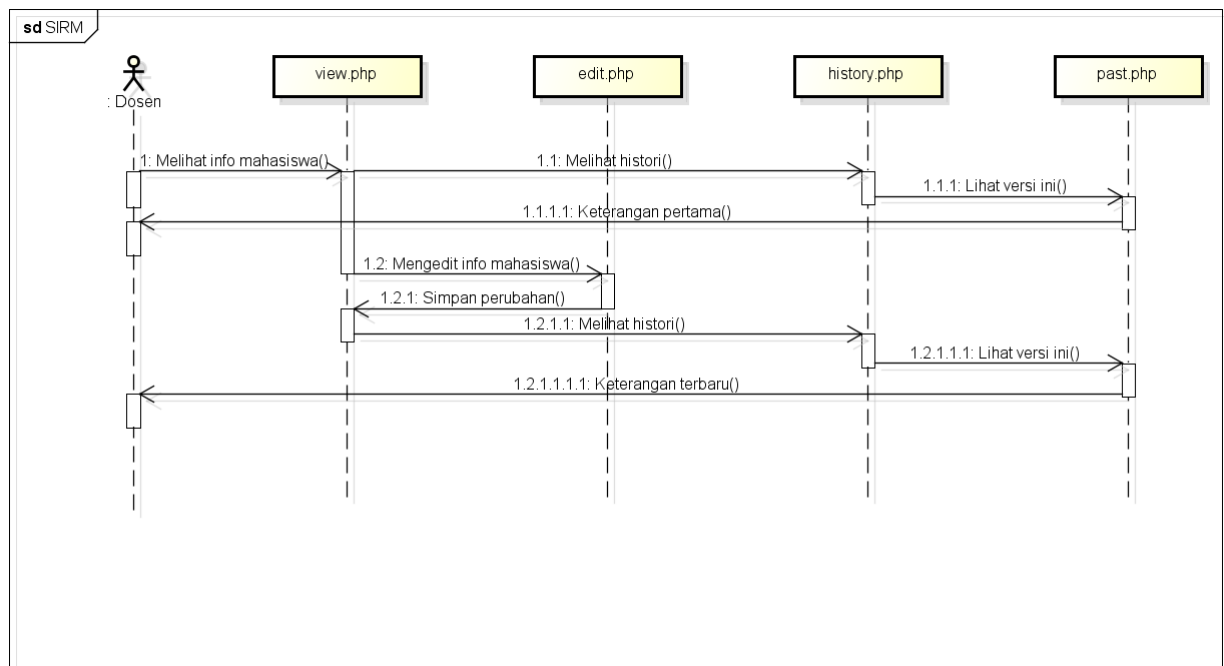 sd SIRM
: Dosen
view.php
edit.php
history.php
past.php
1: Melihat info mahasiswa()
1.1: Melihat histori()
1.1.1: Lihat versi ini()
1.1.1.1: Keterangan pertama()
1.2: Mengedit info mahasiswa()
1.2.1: Simpan perubahan()
1.2.1.1: Melihat histori()
1.2.1.1.1: Lihat versi ini()
1.2.1.1.1.1: Keterangan terbaru()